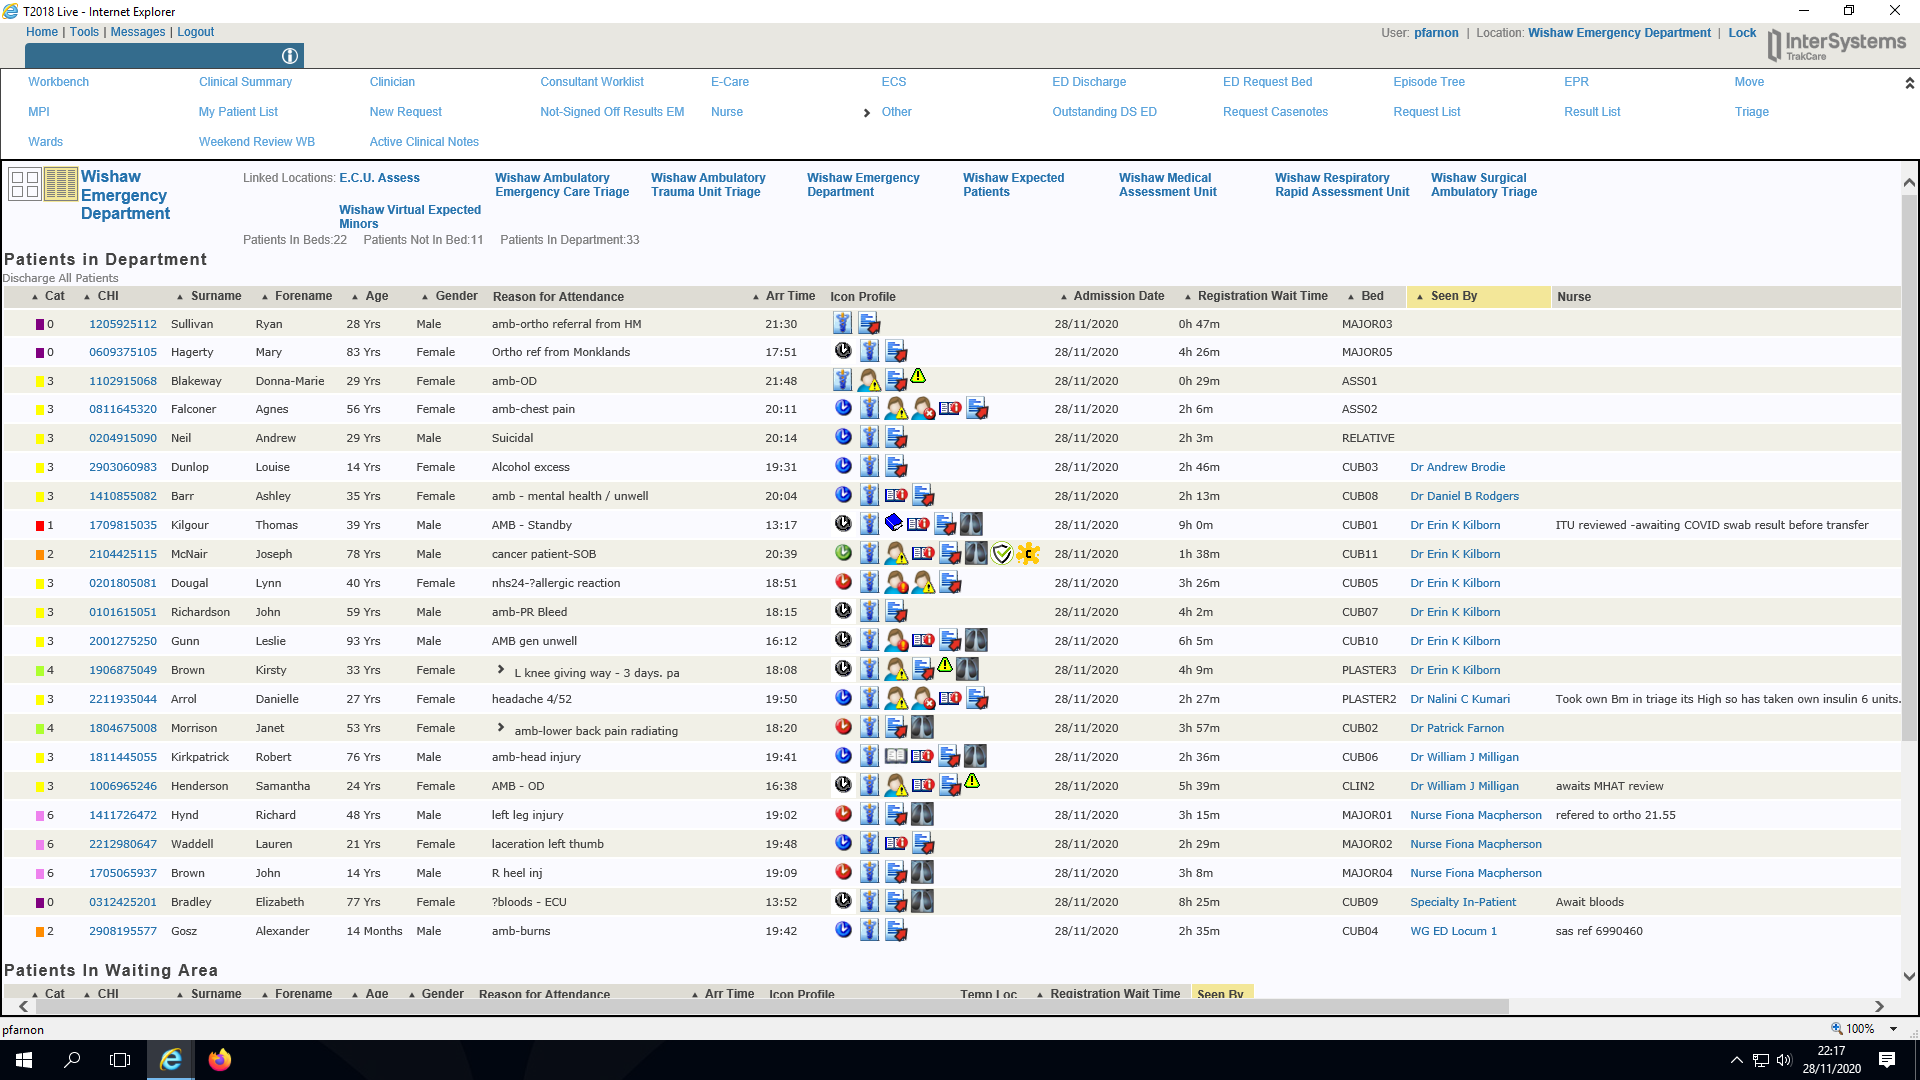 T2018 Live - Internet Explorer
Home | Tools | Messages | Logout
User: pfarnon | Location: Wishaw Emergency Department | Lock
InterSystems
TrakCare
Workbench Clinical Summary Clinician Consultant Worklist E-Care ECS ED Discharge ED Request Bed Episode Tree EPR Move
MPI My Patient List New Request Not-Signed Off Results EM Nurse Other Outstanding DS ED Request Casenotes Request List Result List Triage
Wards Weekend Review WB Active Clinical Notes
Wishaw Emergency Department
Linked Locations: E.C.U. Assess
Wishaw Ambulatory Emergency Care Triage
Wishaw Ambulatory Trauma Unit Triage
Wishaw Emergency Department
Wishaw Expected Patients
Wishaw Medical Assessment Unit
Wishaw Respiratory Rapid Assessment Unit
Wishaw Surgical Ambulatory Triage
Wishaw Virtual Expected Minors
Patients In Beds:22 Patients Not In Bed:11 Patients In Department:33
Patients in Department
Discharge All Patients
Cat CHI Surname Forename Age Gender Reason for Attendance Arr Time Icon Profile Admission Date Registration Wait Time Bed Seen By Nurse
0 1205925112 Sullivan Ryan 28 Yrs Male amb-ortho referral from HM 21:30 28/11/2020 0h 47m MAJOR03
0 0609375105 Hagerty Mary 83 Yrs Female Ortho ref from Monklands 17:51 28/11/2020 4h 26m MAJOR05
3 1102915068 Blakeway Donna-Marie 29 Yrs Female amb-OD 21:48 28/11/2020 0h 29m ASS01
3 0811645320 Falconer Agnes 56 Yrs Female amb-chest pain 20:11 28/11/2020 2h 6m ASS02
3 0204915090 Neil Andrew 29 Yrs Male Suicidal 20:14 28/11/2020 2h 3m RELATIVE
3 2903060983 Dunlop Louise 14 Yrs Female Alcohol excess 19:31 28/11/2020 2h 46m CUB03 Dr Andrew Brodie
3 1410855082 Barr Ashley 35 Yrs Female amb - mental health / unwell 20:04 28/11/2020 2h 13m CUB08 Dr Daniel B Rodgers
1 1709815035 Kilgour Thomas 39 Yrs Male AMB - Standby 13:17 28/11/2020 9h 0m CUB01 Dr Erin K Kilborn ITU reviewed -awaiting COVID swab result before transfer
2 2104425115 McNair Joseph 78 Yrs Male cancer patient-SOB 20:39 28/11/2020 1h 38m CUB11 Dr Erin K Kilborn
3 0201805081 Dougal Lynn 40 Yrs Female nhs24-?allergic reaction 18:51 28/11/2020 3h 26m CUB05 Dr Erin K Kilborn
3 0101615051 Richardson John 59 Yrs Male amb-PR Bleed 18:15 28/11/2020 4h 2m CUB07 Dr Erin K Kilborn
3 2001275250 Gunn Leslie 93 Yrs Male AMB gen unwell 16:12 28/11/2020 6h 5m CUB10 Dr Erin K Kilborn
4 1906875049 Brown Kirsty 33 Yrs Female L knee giving way - 3 days. pa 18:08 28/11/2020 4h 9m PLASTER3 Dr Erin K Kilborn
3 2211935044 Arrol Danielle 27 Yrs Female headache 4/52 19:50 28/11/2020 2h 27m PLASTER2 Dr Nalini C Kumari Took own Bm in triage its High so has taken own insulin 6 units.
4 1804675008 Morrison Janet 53 Yrs Female amb-lower back pain radiating 18:20 28/11/2020 3h 57m CUB02 Dr Patrick Farnon
3 1811445055 Kirkpatrick Robert 76 Yrs Male amb-head injury 19:41 28/11/2020 2h 36m CUB06 Dr William J Milligan
3 1006965246 Henderson Samantha 24 Yrs Female AMB - OD 16:38 28/11/2020 5h 39m CLIN2 Dr William J Milligan awaits MHAT review
6 1411726472 Hynd Richard 48 Yrs Male left leg injury 19:02 28/11/2020 3h 15m MAJOR01 Nurse Fiona Macpherson refered to ortho 21.55
6 2212980647 Waddell Lauren 21 Yrs Female laceration left thumb 19:48 28/11/2020 2h 29m MAJOR02 Nurse Fiona Macpherson
6 1705065937 Brown John 14 Yrs Male R heel inj 19:09 28/11/2020 3h 8m MAJOR04 Nurse Fiona Macpherson
0 0312425201 Bradley Elizabeth 77 Yrs Female ?bloods - ECU 13:52 28/11/2020 8h 25m CUB09 Specialty In-Patient Await bloods
2 2908195577 Gosz Alexander 14 Months Male amb-burns 19:42 28/11/2020 2h 35m CUB04 WG ED Locum 1 sas ref 6990460
Patients In Waiting Area
Cat CHI Surname Forename Age Gender Reason for Attendance Arr Time Icon Profile Temp Loc Registration Wait Time Seen By
pfarnon
100%
22:17
28/11/2020